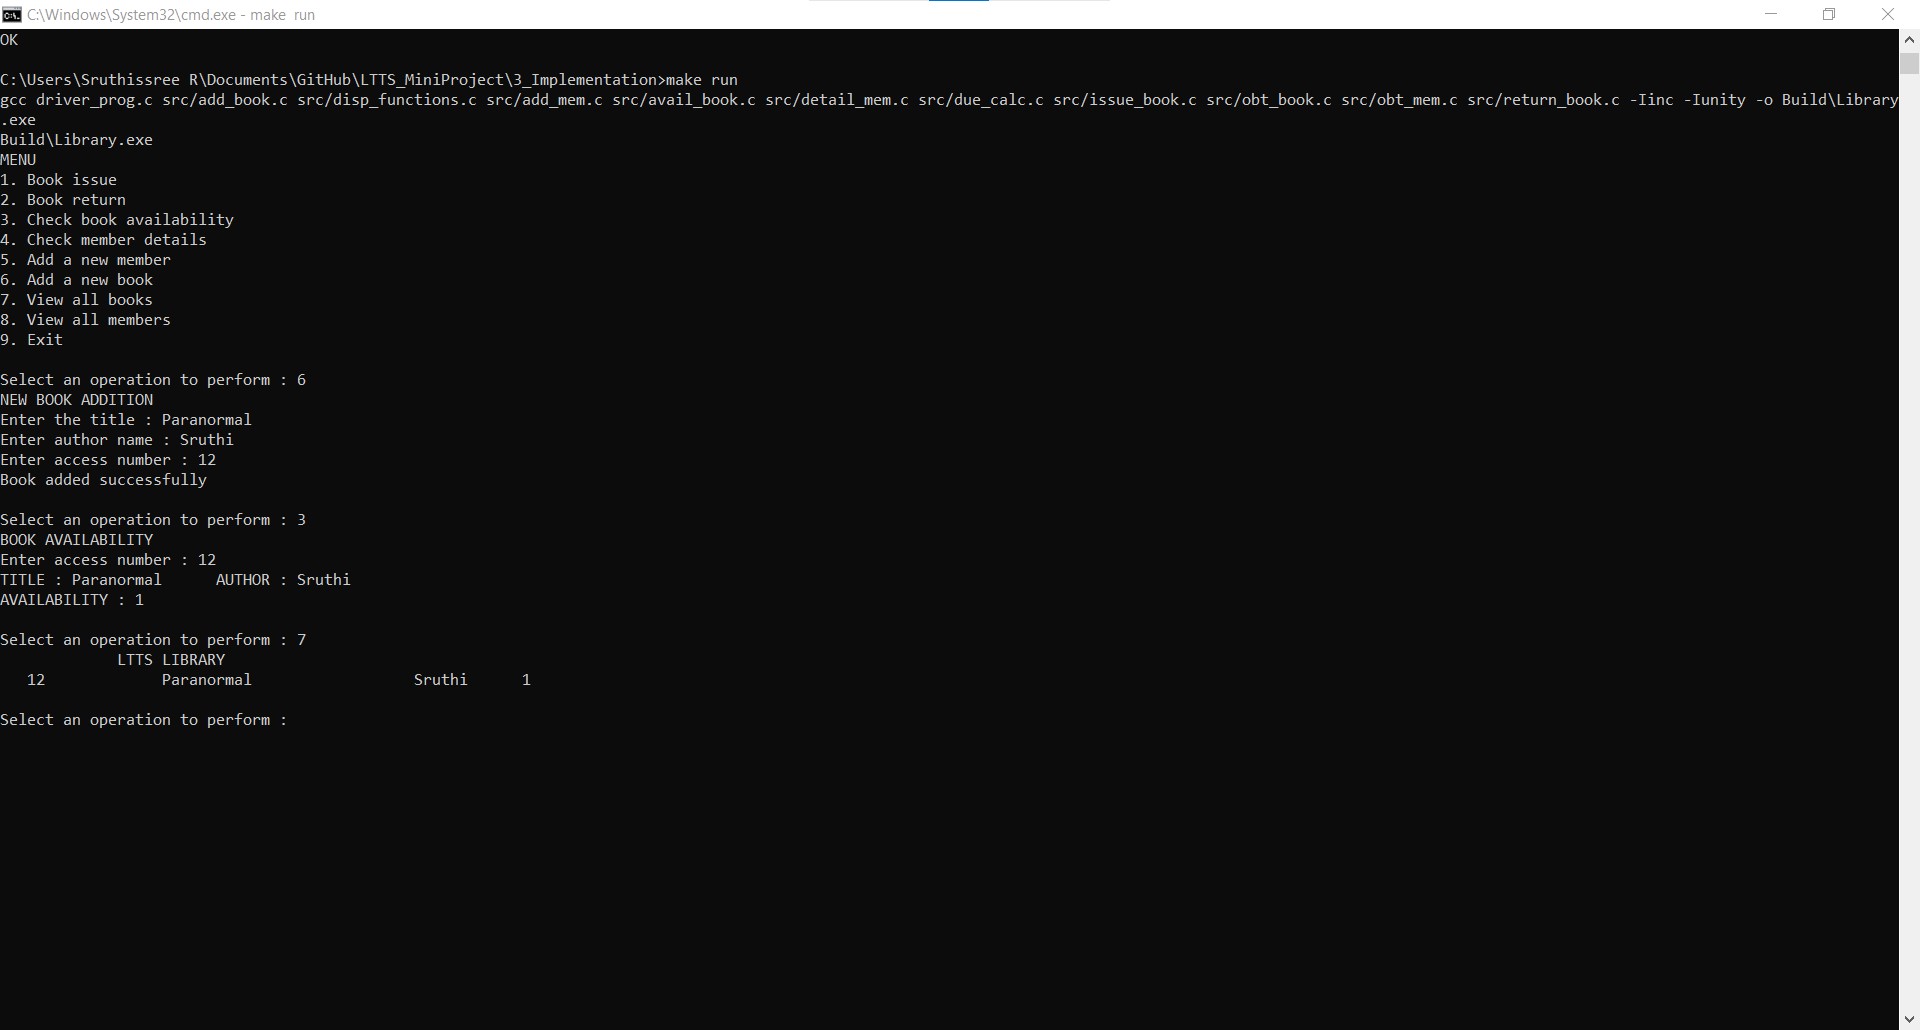 C:\Windows\System32\cmd.exe - make  run
OK
C:\Users\Sruthissree R\Documents\GitHub\LTTS_MiniProject\3_Implementation>make run
gcc driver_prog.c src/add_book.c src/disp_functions.c src/add_mem.c src/avail_book.c src/detail_mem.c src/due_calc.c src/issue_book.c src/obt_book.c src/obt_mem.c src/return_book.c -Iinc -Iunity -o Build\Library
.exe
Build\Library.exe
MENU
1. Book issue
2. Book return
3. Check book availability
4. Check member details
5. Add a new member
6. Add a new book
7. View all books
8. View all members
9. Exit
Select an operation to perform : 6
NEW BOOK ADDITION
Enter the title : Paranormal
Enter author name : Sruthi
Enter access number : 12
Book added successfully
Select an operation to perform : 3
BOOK AVAILABILITY
Enter access number : 12
TITLE : Paranormal      AUTHOR : Sruthi
AVAILABILITY : 1
Select an operation to perform : 7
             LTTS LIBRARY
   12             Paranormal                  Sruthi      1
Select an operation to perform :